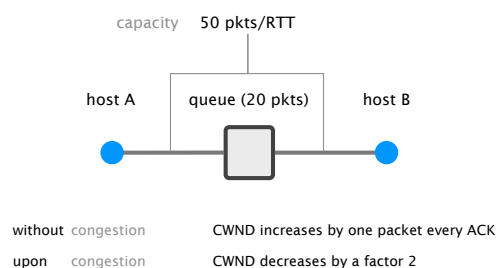 capacity 50 pkts/RTT
host A queue (20 pkts) host B
without congestion CWND increases by one packet every ACK
upon congestion CWND decreases by a factor 2